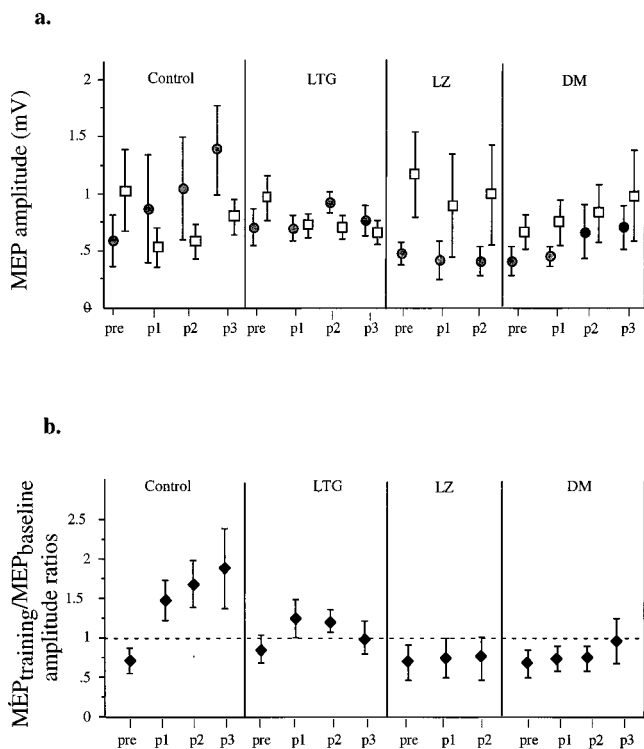 a.
Control LTG LZ DM
MEP amplitude (mV)
2
1.5
1
.5
0
pre p1 p2 p3 pre p1 p2 p3 pre p1 p2 pre p1 p2 p3
b.
Control LTG LZ DM
MEPtraining/MEPbaseline
amplitude ratios
2.5
2
1.5
1
.5
0
pre p1 p2 p3 pre p1 p2 p3 pre p1 p2 pre p1 p2 p3